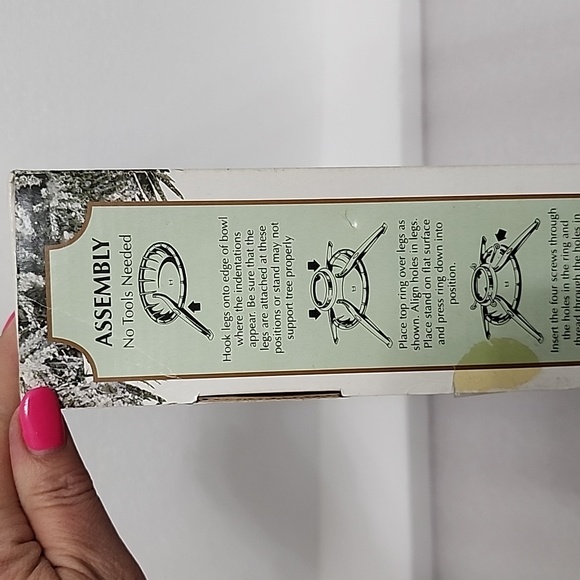 ASSEMBLY
No Tools Needed
Hook legs onto edge of bowl
where the indentations
appear. Be sure that the
legs are attached at these
positions or stand may not
support tree properly
Place top ring over legs as
shown. Align holes in legs.
Place stand on flat surface
and press ring down into
position.
Insert the four screws through
the holes in the ring and